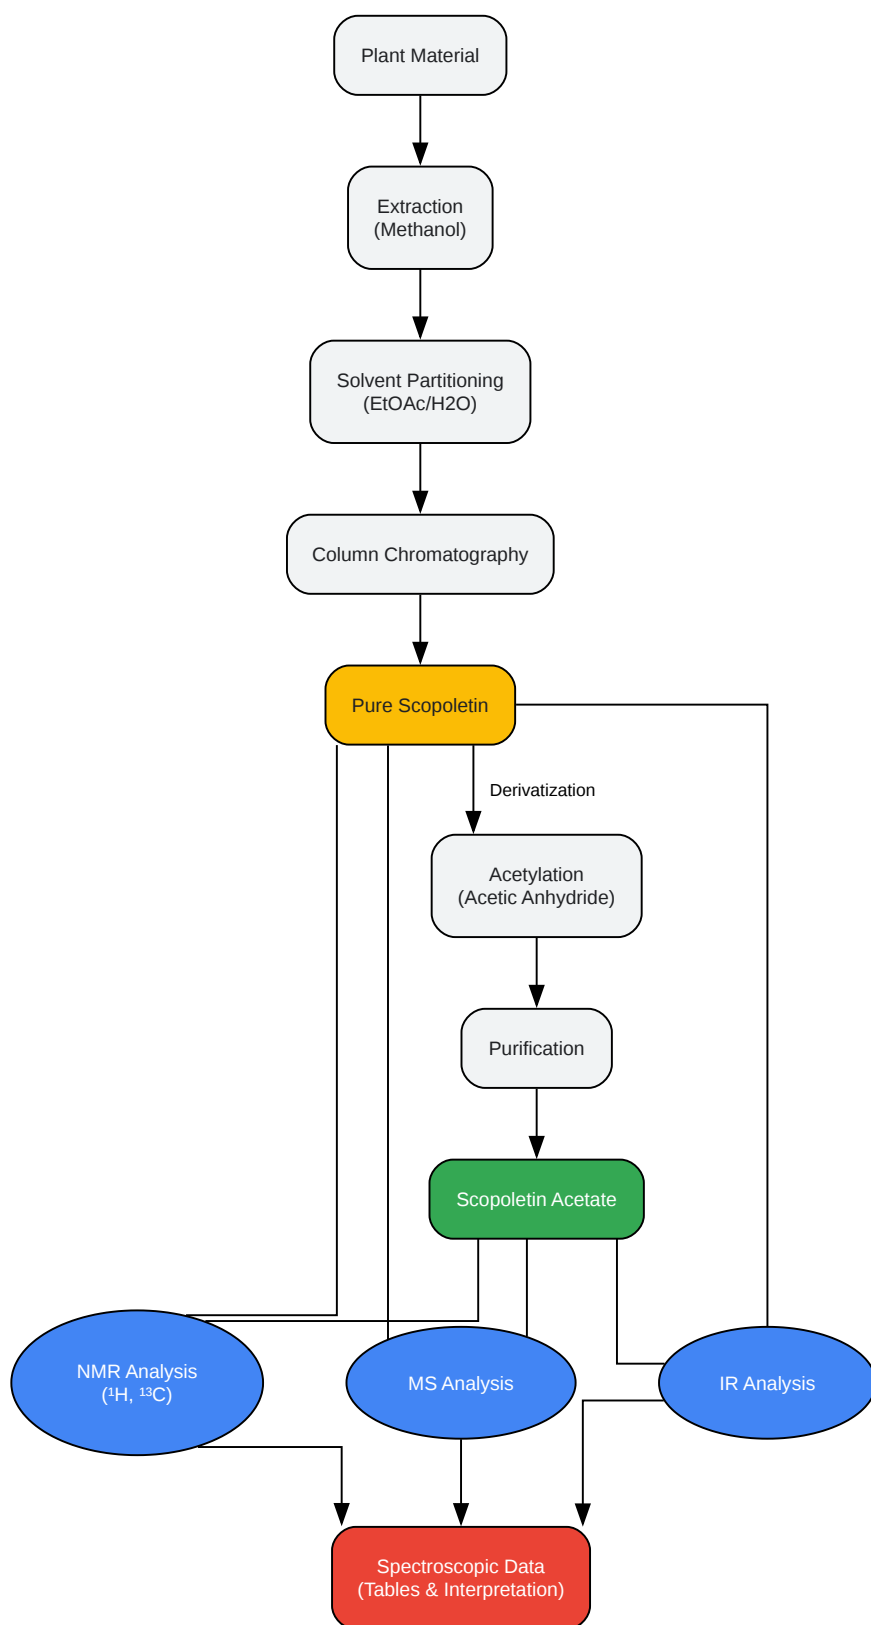 Plant Material
Extraction
(Methanol)
Solvent Partitioning
(EtOAc/H2O)
Column Chromatography
Pure Scopoletin
Derivatization
Acetylation
(Acetic Anhydride)
Purification
Scopoletin Acetate
NMR Analysis
(¹H, ¹³C)
MS Analysis
IR Analysis
Spectroscopic Data
(Tables & Interpretation)